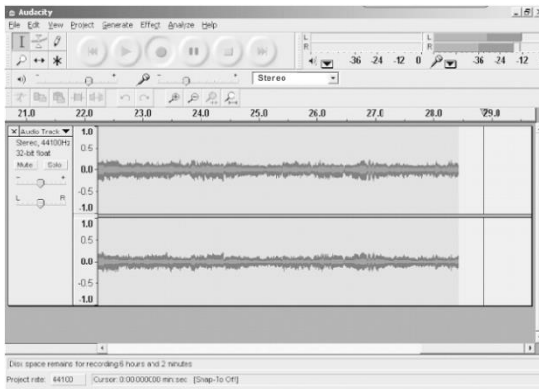 Audacity
File Edit View Project Generate Effect Analyze Help
L
R
-36 -24 -12 0
L
R
-36 -24 -12
Stereo
21.0 22.0 23.0 24.0 25.0 26.0 27.0 28.0 29.0
Audio Track
Stereo, 44100Hz
32-bit float
Mute Solo
- +
L R
1.0
0.5
0.0
-0.5
-1.0
1.0
0.5
0.0
-0.5
-1.0
Disk space remains for recording 6 hours and 2 minutes
Project rate: 44100 Cursor: 0:00.000000 min:sec [Snap-To Off]